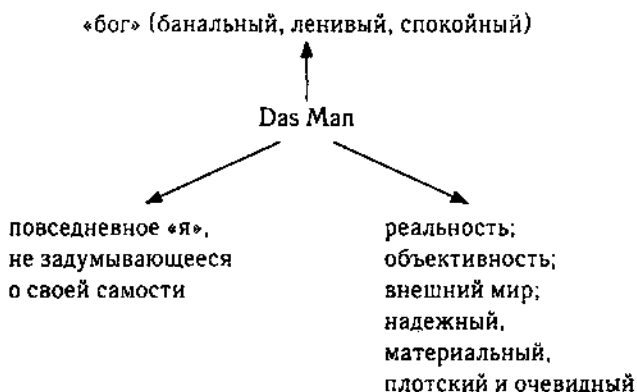 «бог» (банальный, ленивый, спокойный)
Das Man
повседневное «я»,
не задумывающееся
о своей самости
реальность;
объективность;
внешний мир;
надежный,
материальный,
плотский и очевидный